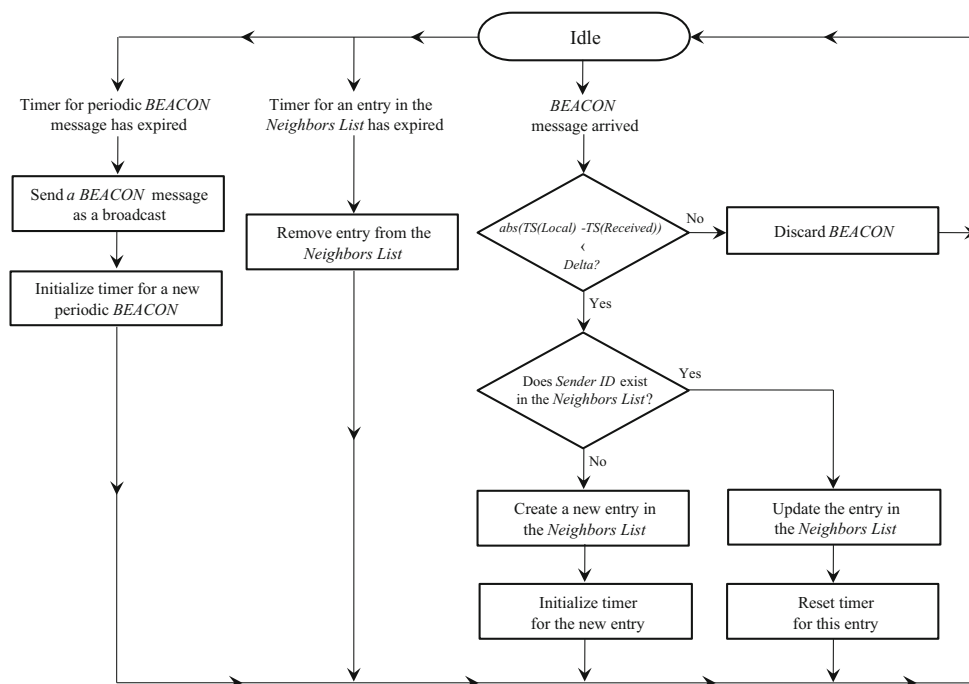 Idle
Timer for periodic BEACON
message has expired
Timer for an entry in the
Neighbors List has expired
BEACON
message arrived
Send a BEACON message
as a broadcast
Initialize timer for a new
periodic BEACON
Remove entry from the
Neighbors List
abs(TS(Local) -TS(Received))
‹
Delta?
No
Discard BEACON
Yes
Does Sender ID exist
in the Neighbors List?
Yes
No
Create a new entry in
the Neighbors List
Update the entry in
the Neighbors List
Initialize timer
for the new entry
Reset timer
for this entry